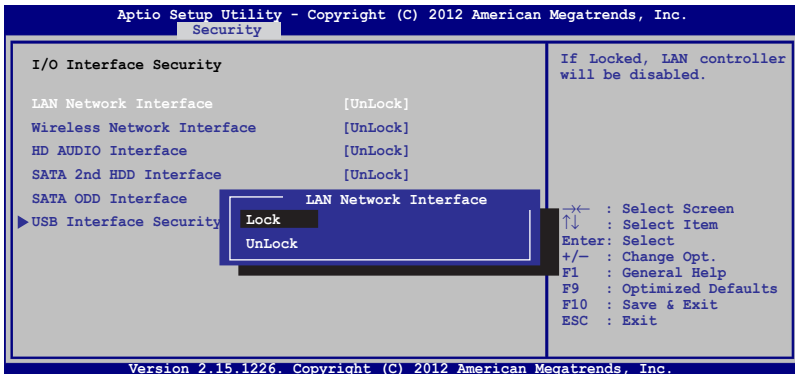 Aptio Setup Utility - Copyright (C) 2012 American Megatrends, Inc.
Security
I/O Interface Security
LAN Network Interface [UnLock]
Wireless Network Interface [UnLock]
HD AUDIO Interface [UnLock]
SATA 2nd HDD Interface [UnLock]
SATA ODD Interface
USB Interface Security
LAN Network Interface
Lock
UnLock
If Locked, LAN controller
will be disabled.
→← : Select Screen
↑↓ : Select Item
Enter: Select
+/— : Change Opt.
F1 : General Help
F9 : Optimized Defaults
F10 : Save & Exit
ESC : Exit
Version 2.15.1226. Copyright (C) 2012 American Megatrends, Inc.